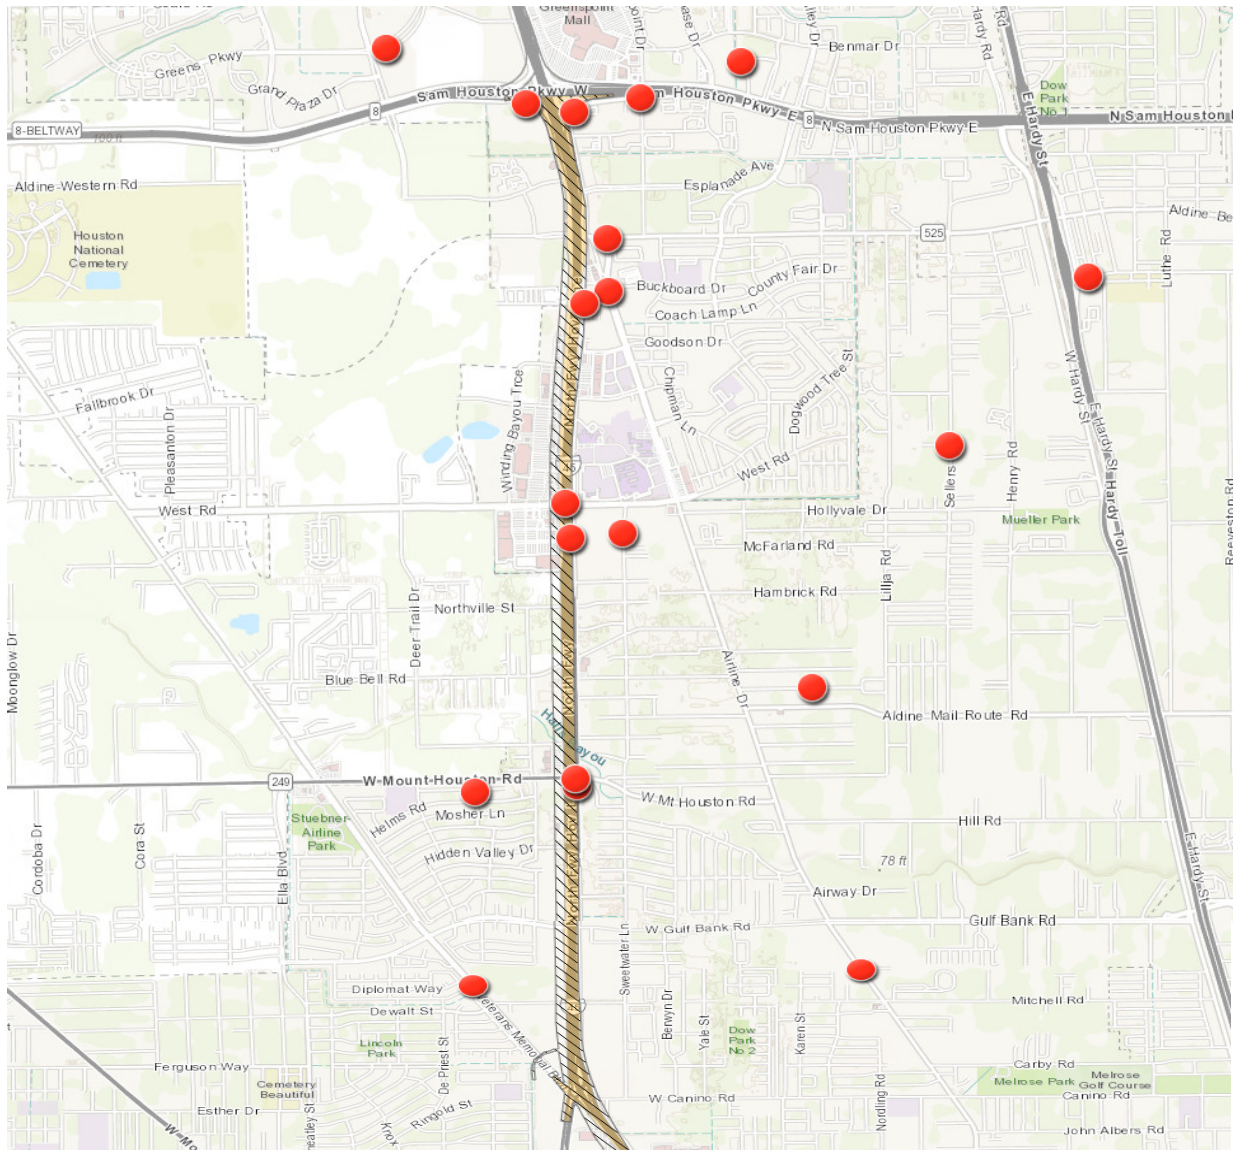 Greenspoint
Mall
Benmar Dr
Greens Pkwy
Grand Plaza Dr
Hardy Rd
Dow
Park
No 1
Sam Houston Pkwy W
Houston Pkwy E
8
8
8-BELTWAY
100 ft
N Sam Houston Pkwy E
N Sam Houston
E Hardy St
Aldine-Western Rd
Esplanade Ave
Houston
National
Cemetery
525
Luthe Rd
Buckboard Dr
County Fair Dr
Coach Lamp Ln
Goodson Dr
Chipman Ln
Dogwood Tree St
W Hardy St
Fallbrook Dr
Pleasanton Dr
Winding Bayou Trce
West Rd
45
Sellers
Henry Rd
E Hardy St
Hardy Toll
Reeveston Rd
West Rd
Hollyvale Dr
Mueller Park
McFarland Rd
Lillja Rd
Hambrick Rd
Northville St
Deer Trail Dr
Moonglow Dr
Blue Bell Rd
North Fwy
Airline Dr
Aldine Mail Route Rd
249
W Mount Houston Rd
W Mt Houston Rd
Stuebner-
Airline
Park
Helms Rd
Mosher Ln
Hill Rd
Hidden Valley Dr
Cordoba Dr
Cora St
Ella Blvd
78 ft
E Hardy St
Airway Dr
W Gulf Bank Rd
Gulf Bank Rd
Sweetwater Ln
Diplomat Way
Dewalt St
Veterans Memorial
Mitchell Rd
Berwyn Dr
Yale St
Dow
Park
No 2
Karen St
Lincoln
Park
De Priest St
Ferguson Way
Cemetery
Beautiful
Carby Rd
Melrose Park
Melrose
Golf Course
Canino Rd
W Canino Rd
Nordling Rd
Esther Dr
Ringold St
Knox
John Albers Rd